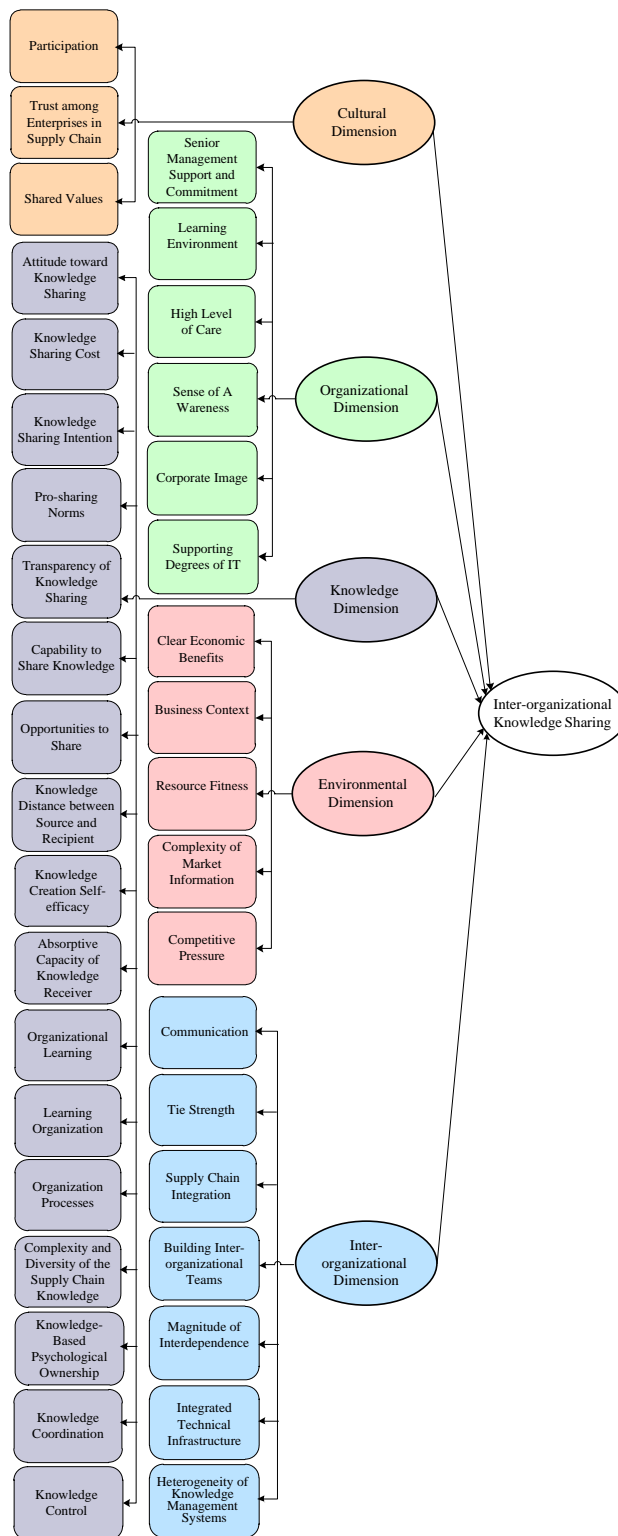 Participation
Trust among
Enterprises in
Supply Chain
Shared Values
Attitude toward
Knowledge
Sharing
Knowledge
Sharing Cost
Knowledge
Sharing Intention
Pro-sharing
Norms
Transparency of
Knowledge
Sharing
Capability to
Share Knowledge
Opportunities to
Share
Knowledge
Distance between
Source and
Recipient
Knowledge
Creation Self-
efficacy
Absorptive
Capacity of
Knowledge
Receiver
Organizational
Learning
Learning
Organization
Organization
Processes
Complexity and
Diversity of the
Supply Chain
Knowledge
Knowledge-
Based
Psychological
Ownership
Knowledge
Coordination
Knowledge
Control
Senior
Management
Support and
Commitment
Learning
Environment
High Level
of Care
Sense of A
Wareness
Corporate Image
Supporting
Degrees of IT
Clear Economic
Benefits
Business Context
Resource Fitness
Complexity of
Market
Information
Competitive
Pressure
Communication
Tie Strength
Supply Chain
Integration
Building Inter-
organizational
Teams
Magnitude of
Interdependence
Integrated
Technical
Infrastructure
Heterogeneity of
Knowledge
Management
Systems
Cultural
Dimension
Organizational
Dimension
Knowledge
Dimension
Environmental
Dimension
Inter-
organizational
Dimension
Inter-organizational
Knowledge Sharing